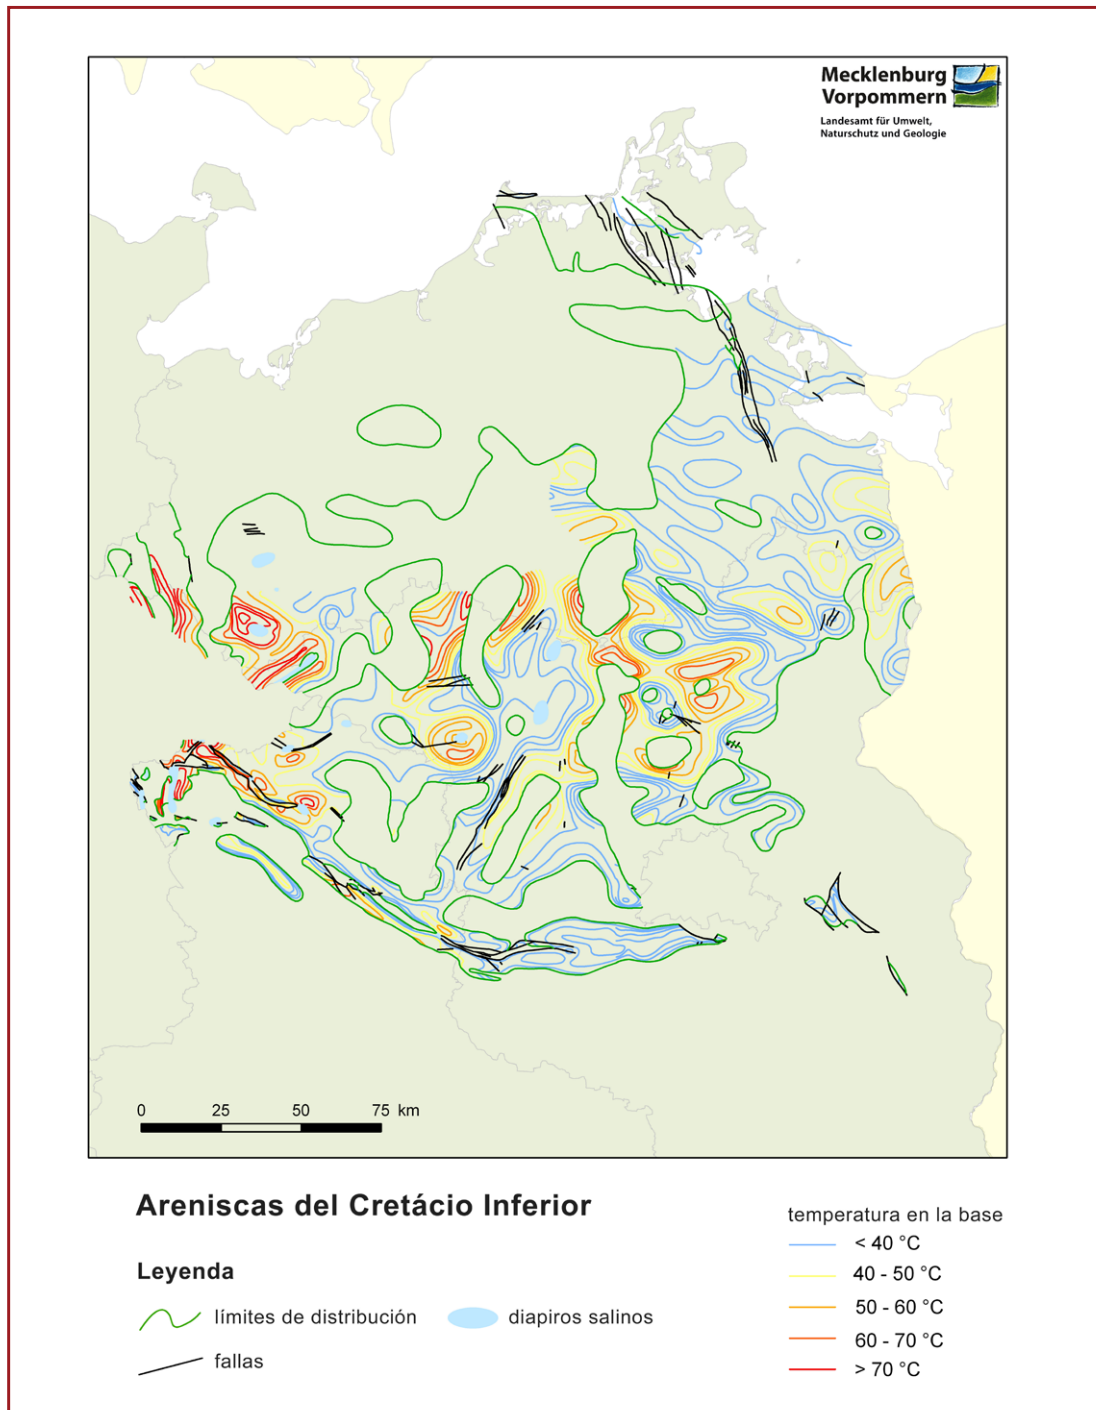 Mecklenburg
Vorpommern
Landesamt für Umwelt,
Naturschutz und Geologie
0 25 50 75 km
Areniscas del Cretácio Inferior
Leyenda
límites de distribución
diapiros salinos
fallas
temperatura en la base
< 40 °C
40 - 50 °C
50 - 60 °C
60 - 70 °C
> 70 °C